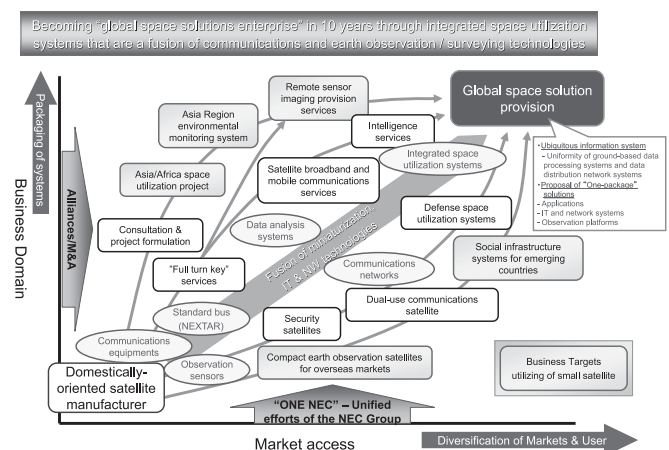 Becoming "global space solutions enterprise" in 10 years through integrated space utilization
systems that are a fusion of communications and earth observation / surveying technologies
Packaging of systems
Business Domain
Alliances/M&A
Remote sensor
imaging provision
services
Global space solution
provision
Asia Region
environmental
monitoring system
Intelligence
services
Integrated space
utilization systems
・Ubiquitous information system
－Uniformity of ground-based data
processing systems and data
distribution network systems
・Proposal of "One-package"
solutions
－Applications
－IT and network systems
－Observation platforms
Asia/Africa space
utilization project
Satellite broadband and
mobile communications
services
Defense space
utilization systems
Consultation &
project formulation
Data analysis
systems
Fusion of miniaturization,
IT & NW technologies
Social infrastructure
systems for emerging
countries
"Full turn key"
services
Communications
networks
Standard bus
(NEXTAR)
Dual-use communications
satellite
Security
satellites
Communications
equipments
Observation
sensors
Compact earth observation satellites
for overseas markets
Domestically-
oriented satellite
manufacturer
Business Targets
utilizing of small satellite
"ONE NEC" – Unified
efforts of the NEC Group
Market access
Diversification of Markets & User